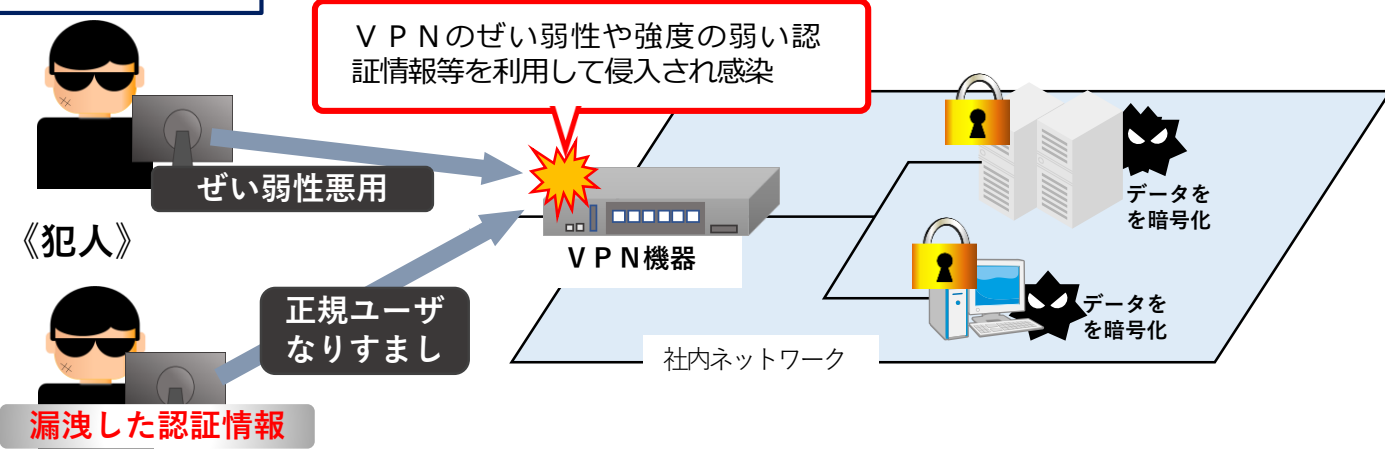 ＶＰＮのぜい弱性や強度の弱い認
証情報等を利用して侵入され感染
ぜい弱性悪用
《犯人》
ＶＰＮ機器
データを
を暗号化
正規ユーザ
なりすまし
データを
を暗号化
社内ネットワーク
漏洩した認証情報